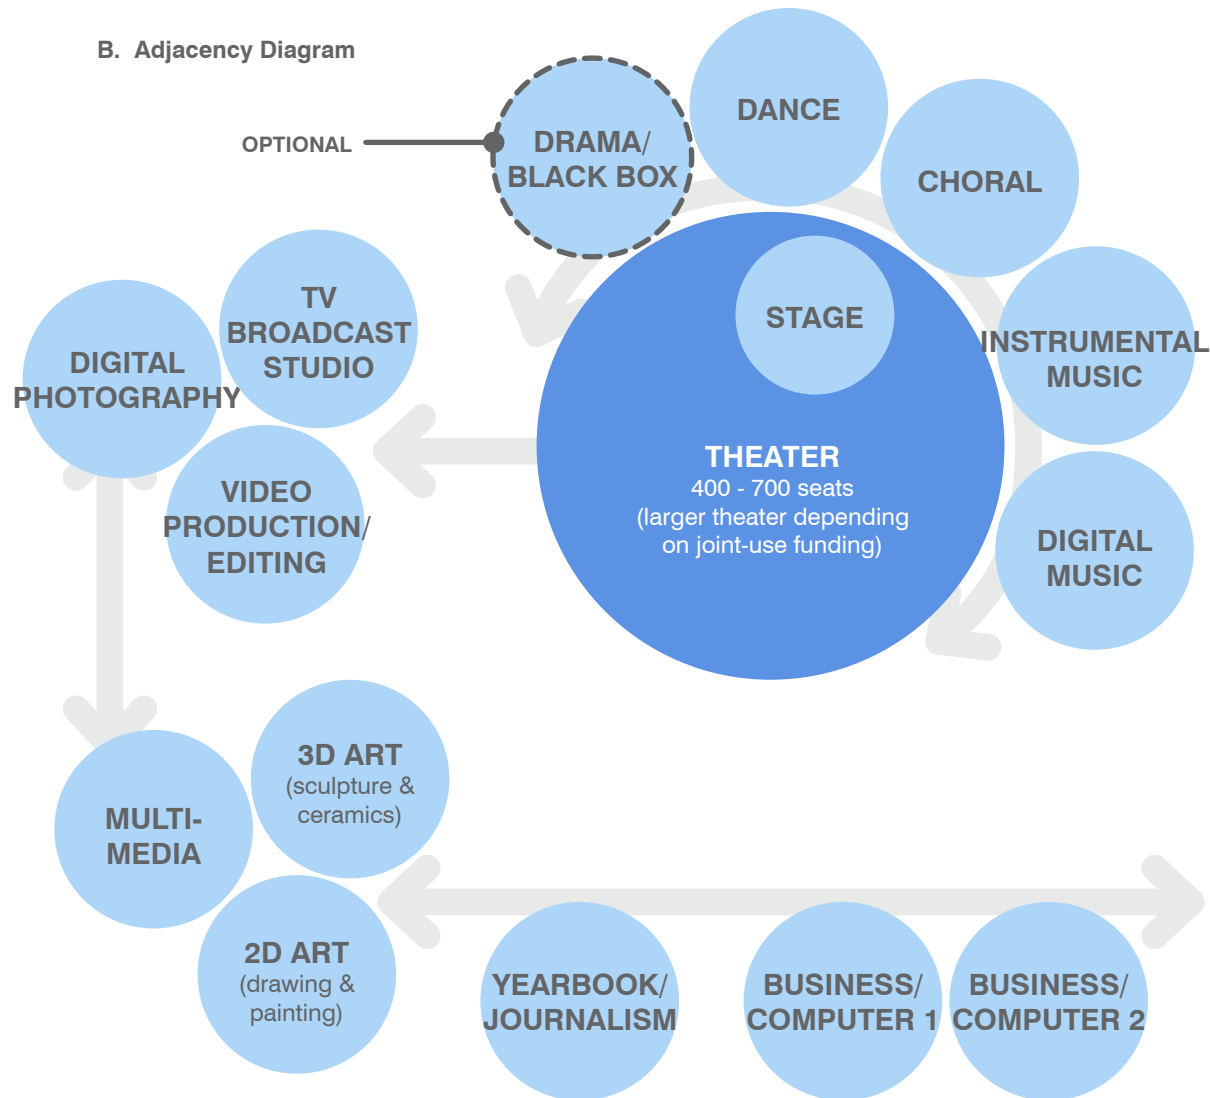 B. Adjacency Diagram
OPTIONAL
DRAMA/
BLACK BOX
DANCE
CHORAL
INSTRUMENTAL
MUSIC
DIGITAL
MUSIC
STAGE
THEATER
400 - 700 seats
(larger theater depending
on joint-use funding)
TV
BROADCAST
STUDIO
DIGITAL
PHOTOGRAPHY
VIDEO
PRODUCTION/
EDITING
3D ART
(sculpture &
ceramics)
MULTI-
MEDIA
2D ART
(drawing &
painting)
YEARBOOK/
JOURNALISM
BUSINESS/
COMPUTER 1
BUSINESS/
COMPUTER 2